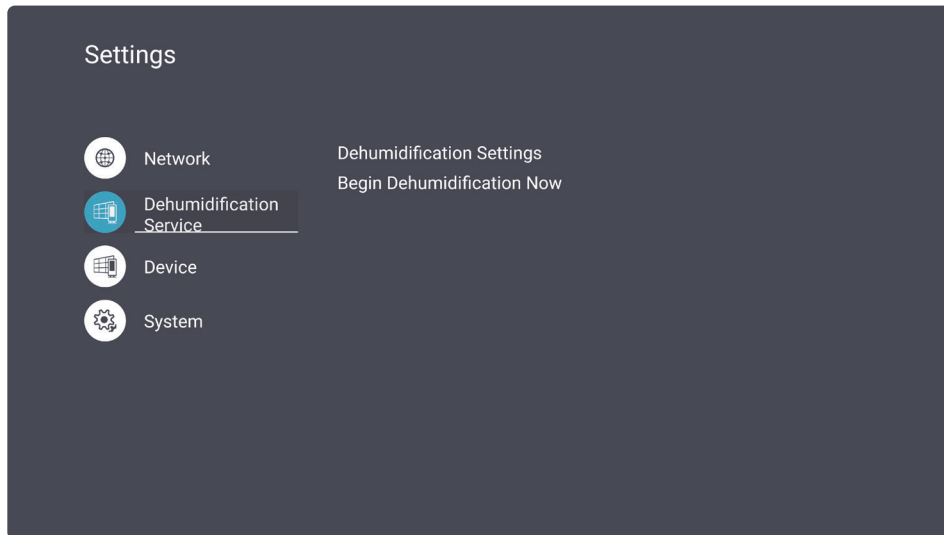 Settings
Network
Dehumidification
Service
Device
System
Dehumidification Settings
Begin Dehumidification Now